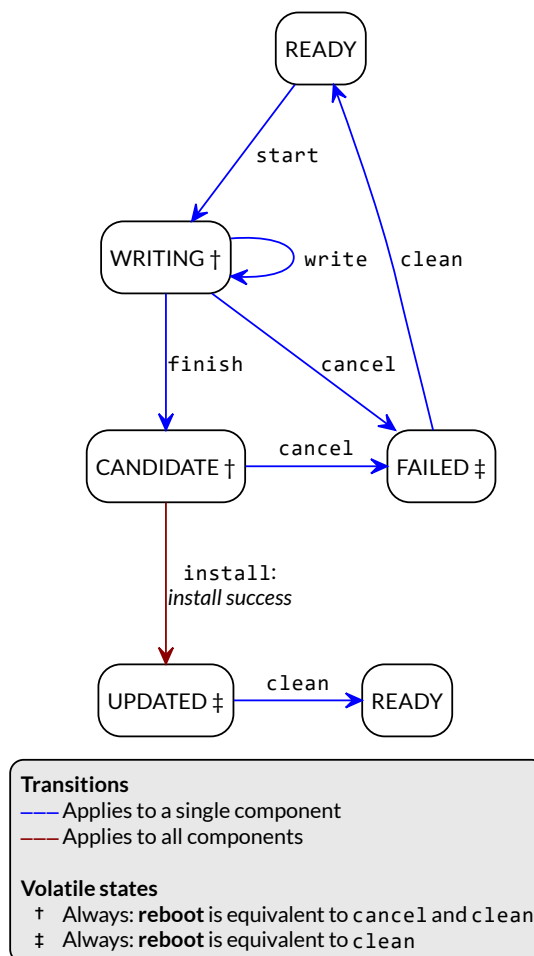 READY
start
WRITING †
write
clean
finish
cancel
CANDIDATE †
cancel
FAILED ‡
install:
install success
UPDATED ‡
clean
READY
Transitions
Applies to a single component
Applies to all components
Volatile states
† Always: reboot is equivalent to cancel and clean
‡ Always: reboot is equivalent to clean